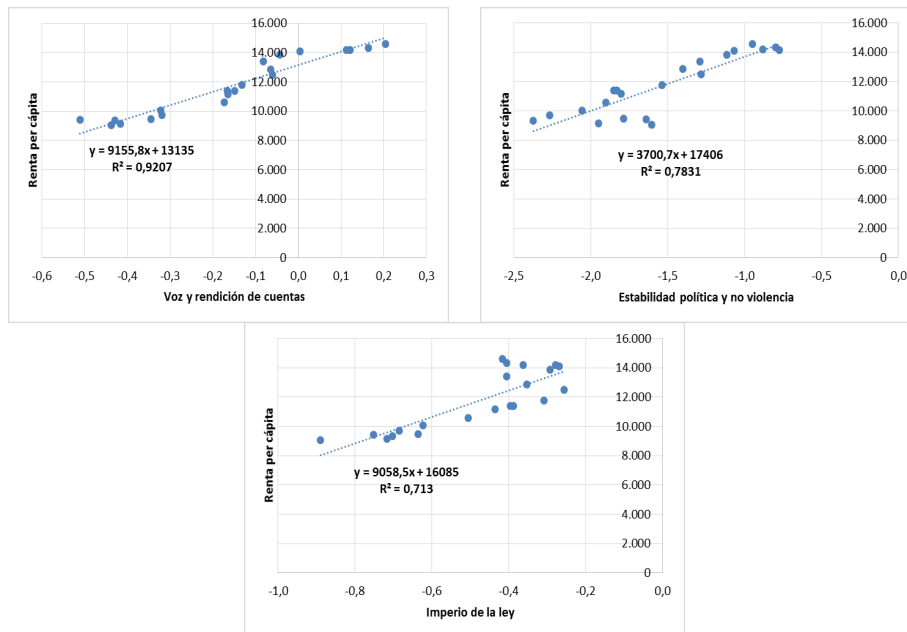 16.000
14.000
12.000
10.000
8.000
6.000
4.000
2.000
0
Renta per cápita
y = 9155,8x + 13135
R² = 0,9207
-0,6 -0,5 -0,4 -0,3 -0,2 -0,1 0,0 0,1 0,2 0,3
Voz y rendición de cuentas
16.000
14.000
12.000
10.000
8.000
6.000
4.000
2.000
0
Renta per cápita
y = 3700,7x + 17406
R² = 0,7831
-2,5 -2,0 -1,5 -1,0 -0,5 0,0
Estabilidad política y no violencia
16.000
14.000
12.000
10.000
8.000
6.000
4.000
2.000
0
Renta per cápita
y = 9058,5x + 16085
R² = 0,713
-1,0 -0,8 -0,6 -0,4 -0,2 0,0
Imperio de la ley